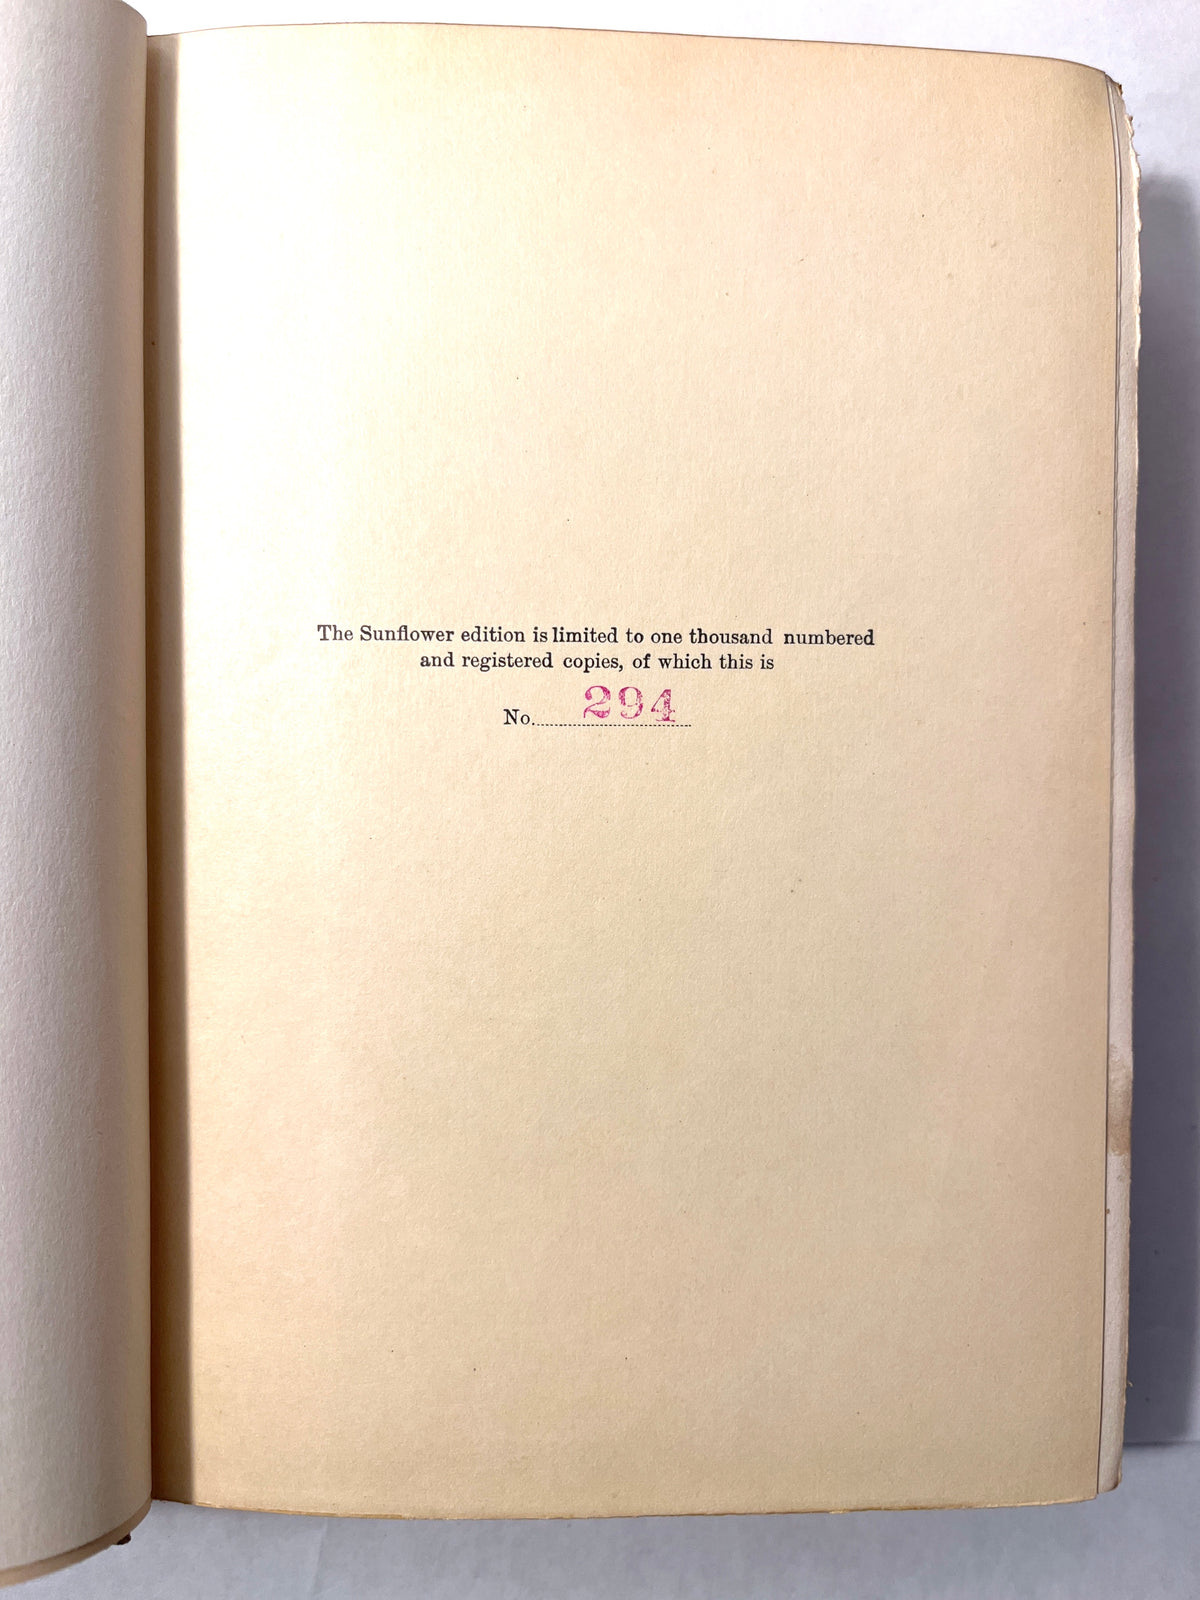 The Sunflower edition is limited to one thousand numbered
and registered copies, of which this is
No. 294